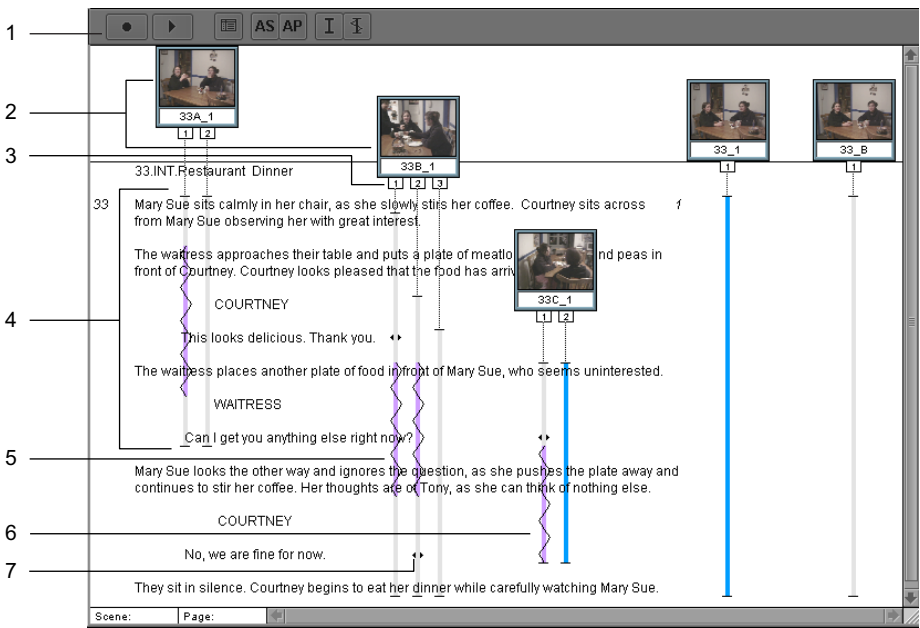 1
AS AP
2
33A_1
1 2
33B_1
33_1
33_B
3
1 2 3
1
1
33.INT.Restaurant Dinner
33 Mary Sue sits calmly in her chair, as she slowly stirs her coffee. Courtney sits across 1
from Mary Sue observing her with great interest.
The waitress approaches their table and puts a plate of meatlo nd peas in
front of Courtney. Courtney looks pleased that the food has arriv
33C_1
COURTNEY
1 2
4
This looks delicious. Thank you.
The waitress places another plate of food in front of Mary Sue, who seems uninterested.
WAITRESS
Can I get you anything else right now?
5
Mary Sue looks the other way and ignores the question, as she pushes the plate away and
continues to stir her coffee. Her thoughts are of Tony, as she can think of nothing else.
COURTNEY
6
No, we are fine for now.
7
They sit in silence. Courtney begins to eat her dinner while carefully watching Mary Sue.
Scene: Page: